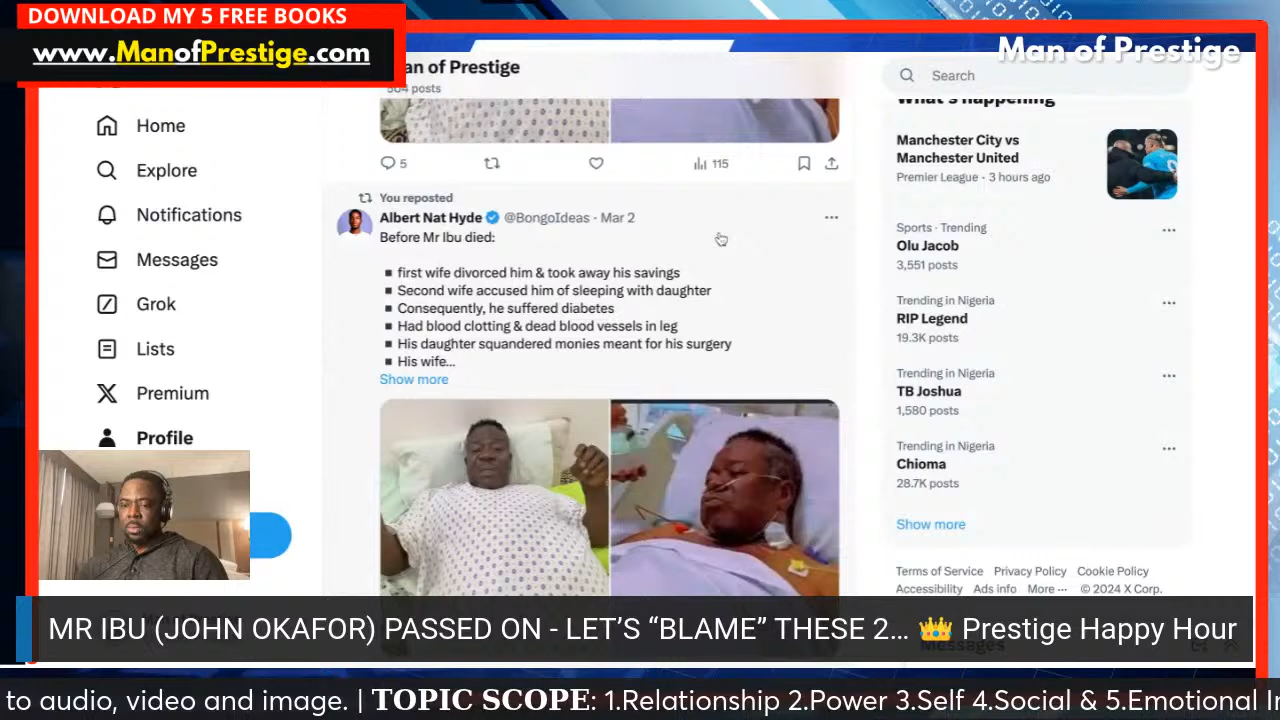 DOWNLOAD MY 5 FREE BOOKS
www.ManofPrestige.com
Man of Prestige
an of Prestige
posts
Search
What's happening
Home
Explore
Notifications
Messages
Grok
Lists
Premium
Profile
5
115
You reposted
Albert Nat Hyde @BongoIdeas · Mar 2
Before Mr Ibu died:
■ first wife divorced him & took away his savings
■ Second wife accused him of sleeping with daughter
■ Consequently, he suffered diabetes
■ Had blood clotting & dead blood vessels in leg
■ His daughter squandered monies meant for his surgery
■ His wife...
Show more
Manchester City vs
Manchester United
Premier League · 3 hours ago
Sports · Trending
Olu Jacob
3,551 posts
Trending in Nigeria
RIP Legend
19.3K posts
Trending in Nigeria
TB Joshua
1,580 posts
Trending in Nigeria
Chioma
28.7K posts
Show more
Terms of Service Privacy Policy Cookie Policy
Accessibility Ads info More ··· © 2024 X Corp.
Messages
MR IBU (JOHN OKAFOR) PASSED ON - LET'S “BLAME” THESE 2... 👑 Prestige Happy Hour
to audio, video and image. | TOPIC SCOPE: 1.Relationship 2.Power 3.Self 4.Social & 5.Emotional In